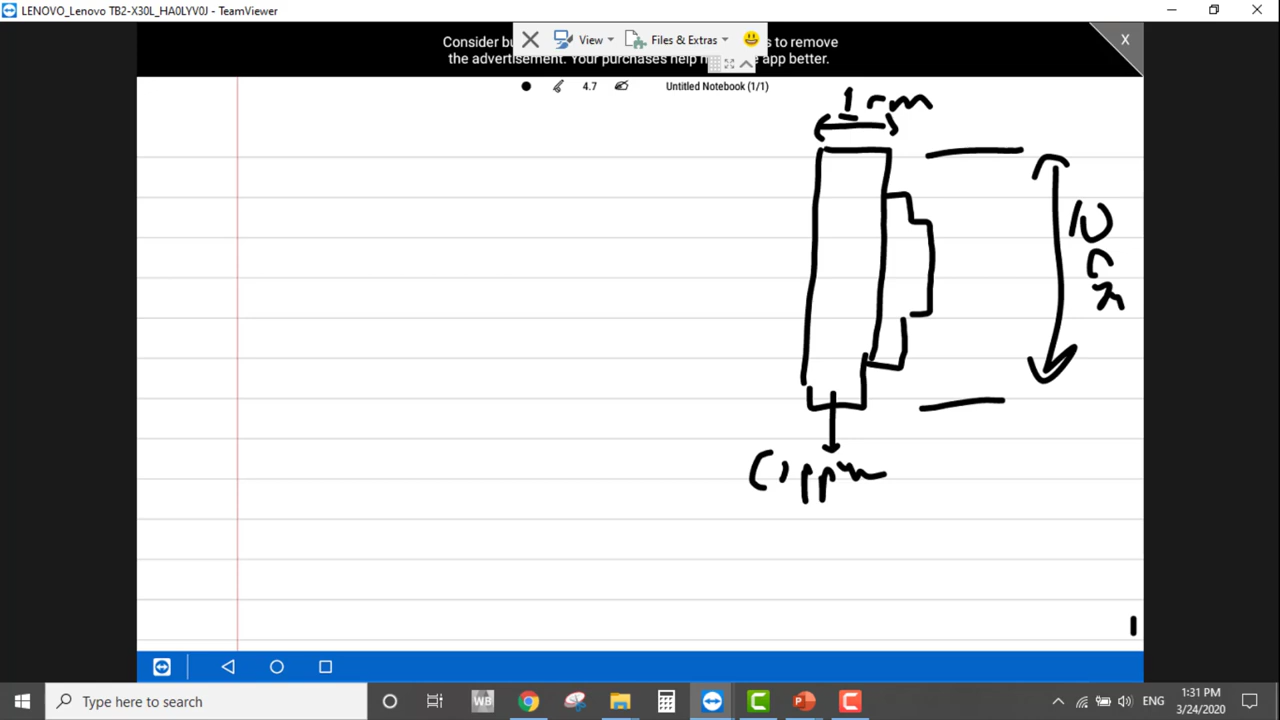 LENOVO_Lenovo TB2-X30L_HA0LYV0J - TeamViewer
View
Files & Extras
Consider bu
s to remove
the advertisement. Your purchases help
app better.
X
4.7
Untitled Notebook (1/1)
1 cm
10 cm
1
Type here to search
WB
ENG
1:31 PM
3/24/2020